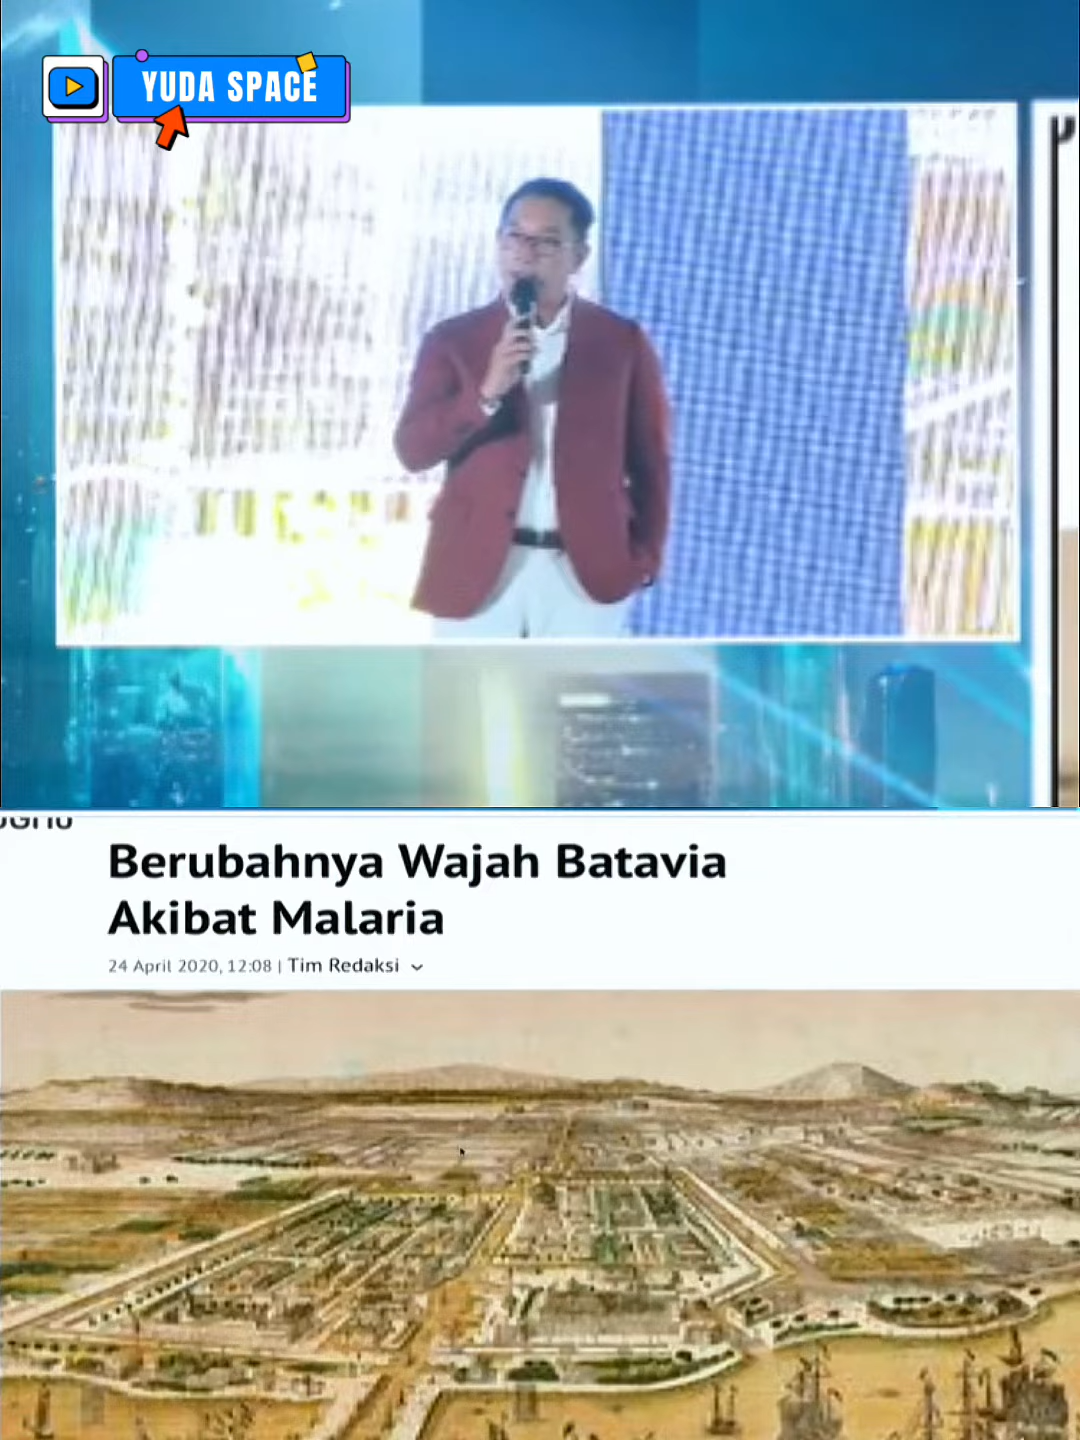 YUDA SPACE
Berubahnya Wajah Batavia
Akibat Malaria
24 April 2020, 12:08 | Tim Redaksi